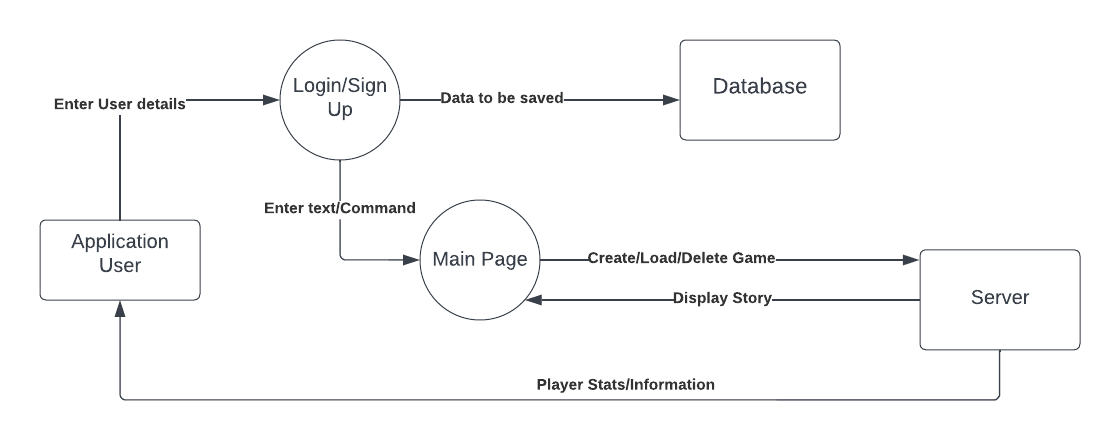 Login/Sign
Up
Database
Enter User details
Data to be saved
Enter text/Command
Application
User
Main Page
Create/Load/Delete Game
Display Story
Server
Player Stats/Information